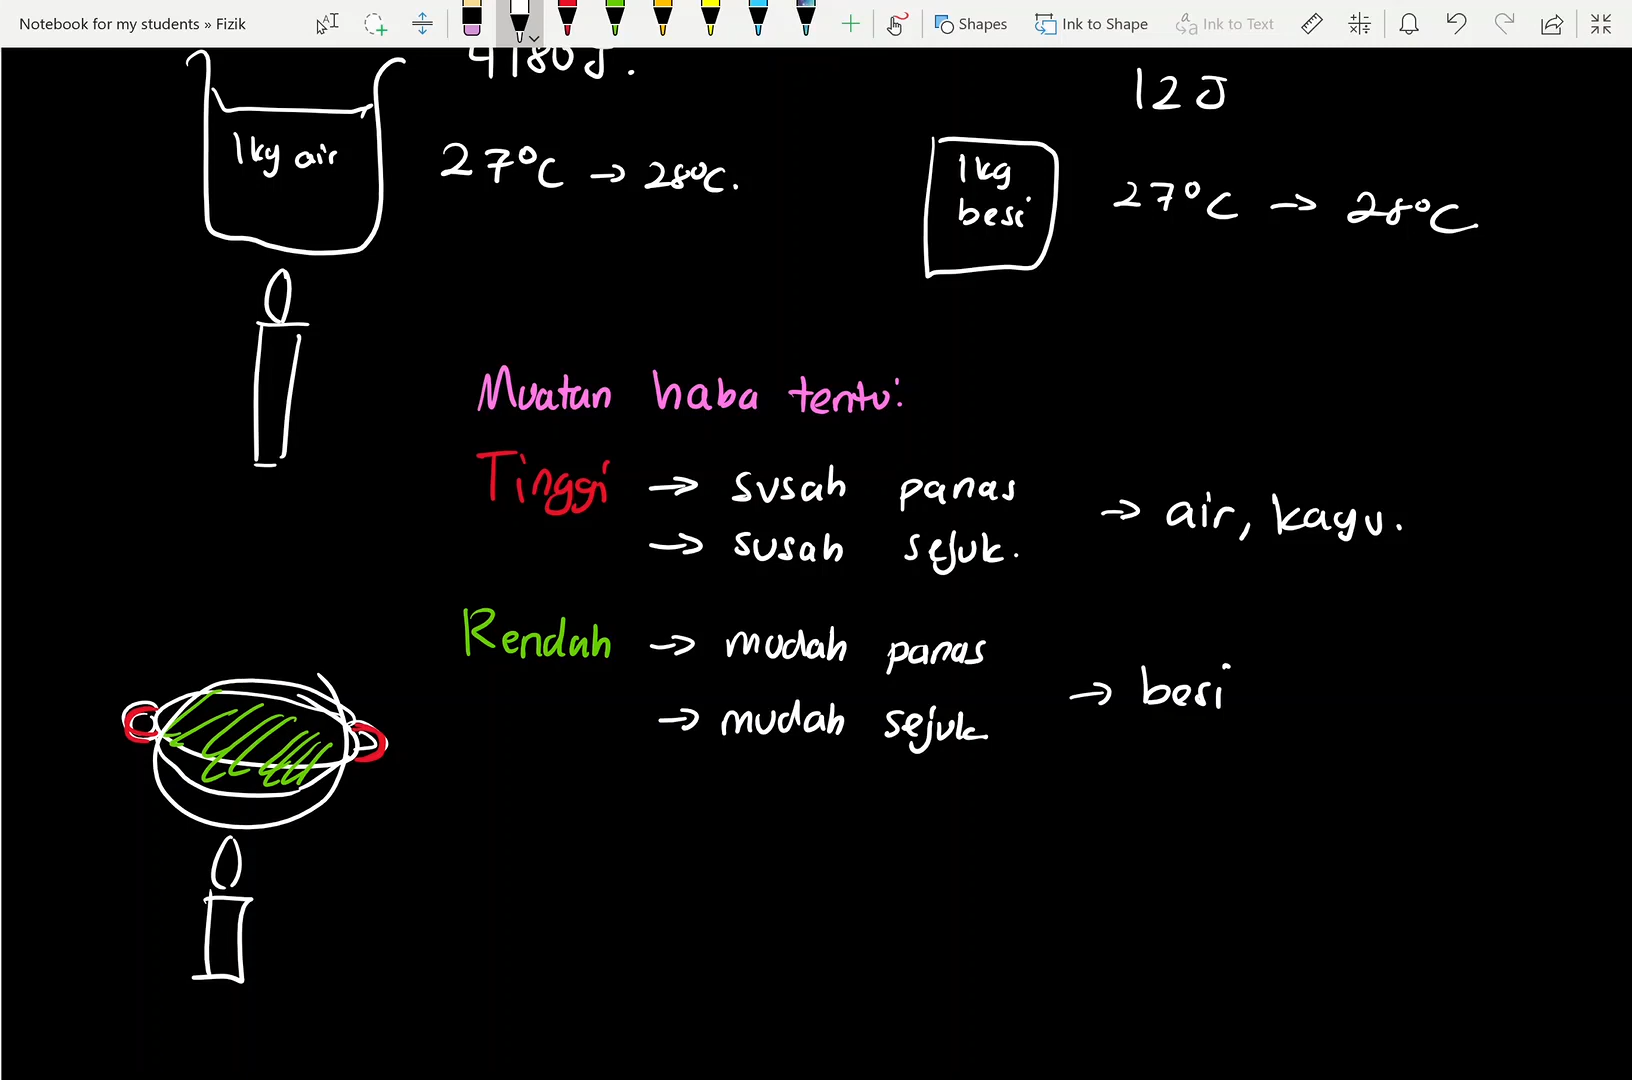 Notebook for my students » Fizik
Shapes
Ink to Shape
Ink to Text
4180J.
12J
1kg air
27°C → 28°C.
1kg
besi
27°C → 28°C
Muatan haba tentu:
Tinggi → susah panas
→ susah sejuk.
→ air, kayu.
Rendah → mudah panas
→ mudah sejuk
→ besi